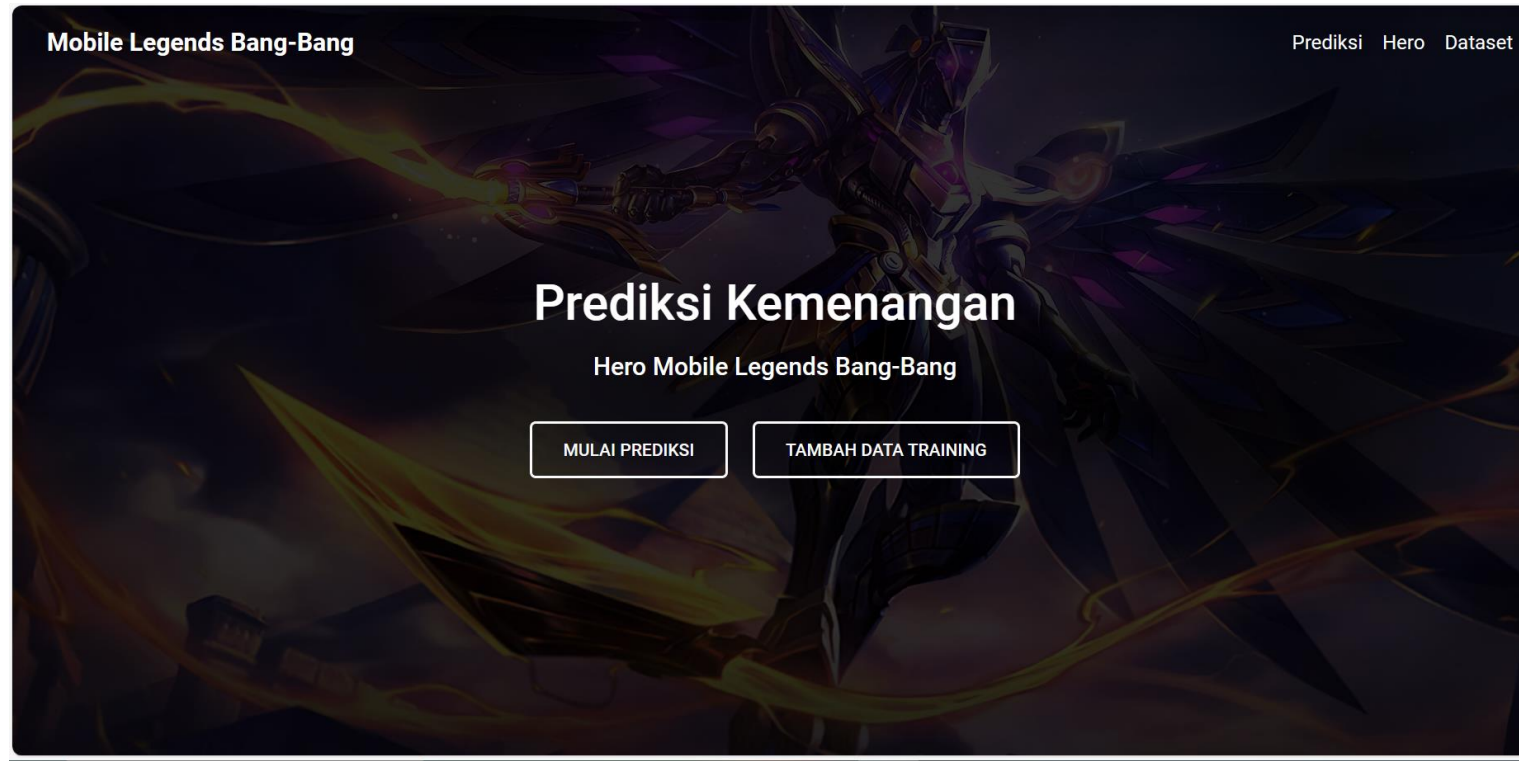 Mobile Legends Bang-Bang
Prediksi Hero Dataset
Prediksi Kemenangan
Hero Mobile Legends Bang-Bang
MULAI PREDIKSI
TAMBAH DATA TRAINING